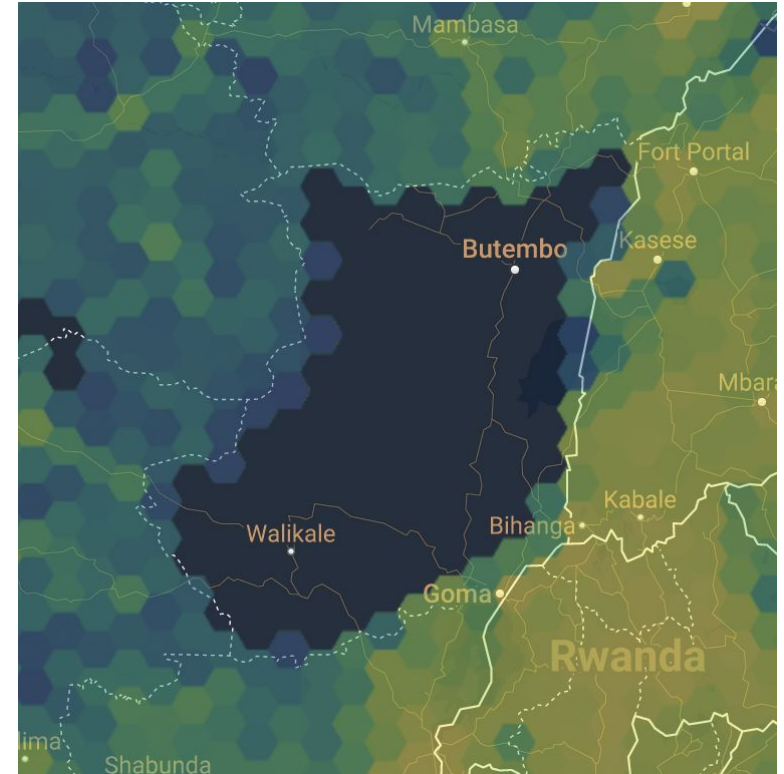 Mambasa
Fort Portal
Butembo
Kasese
Mbara
Kabale
Walikale
Bihanga
Goma
Rwanda
lima
Shabunda